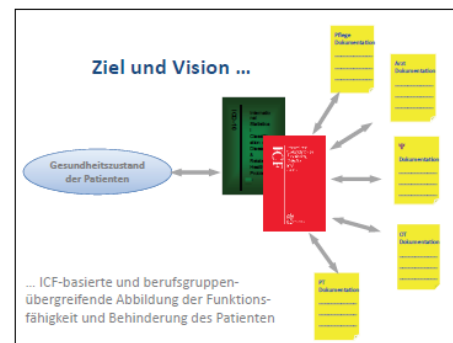 Pflege
Dokumentation
Ziel und Vision ...
Arzt
Dokumentation
ICF
Ψ
Dokumentation
Gesundheitszustand
der Patienten
OT
Dokumentation
PT
Dokumentation
... ICF-basierte und berufsgruppen-
übergreifende Abbildung der Funktions-
fähigkeit und Behinderung des Patienten